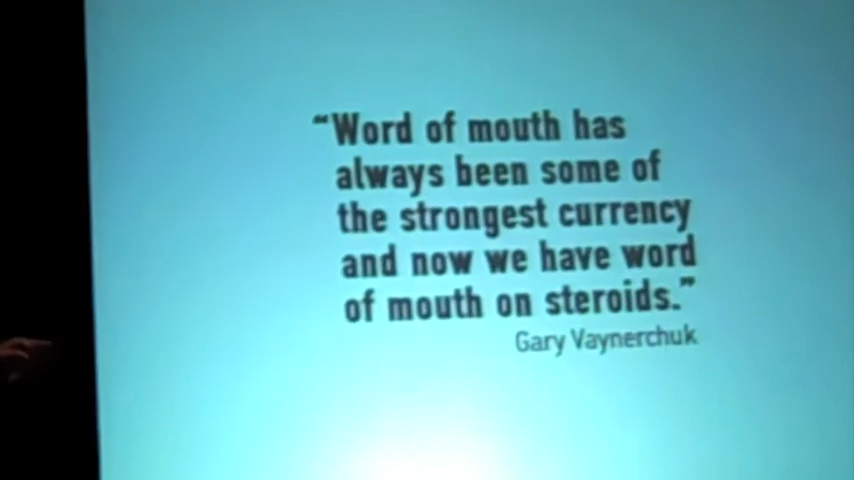 “Word of mouth has
always been some of
the strongest currency
and now we have word
of mouth on steroids.”
Gary Vaynerchuk